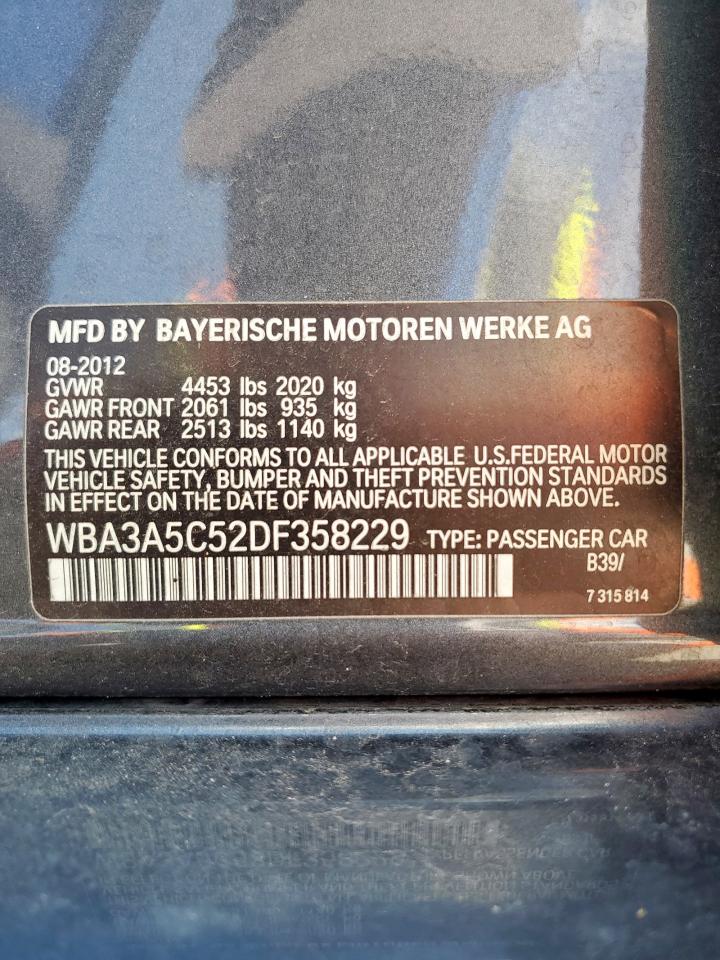 MFD BY BAYERISCHE MOTOREN WERKE AG
08-2012
GVWR 4453 lbs 2020 kg
GAWR FRONT 2061 lbs 935 kg
GAWR REAR 2513 lbs 1140 kg
THIS VEHICLE CONFORMS TO ALL APPLICABLE U.S.FEDERAL MOTOR
VEHICLE SAFETY, BUMPER AND THEFT PREVENTION STANDARDS
IN EFFECT ON THE DATE OF MANUFACTURE SHOWN ABOVE.
WBA3A5C52DF358229 TYPE: PASSENGER CAR
B39/
7 315 814